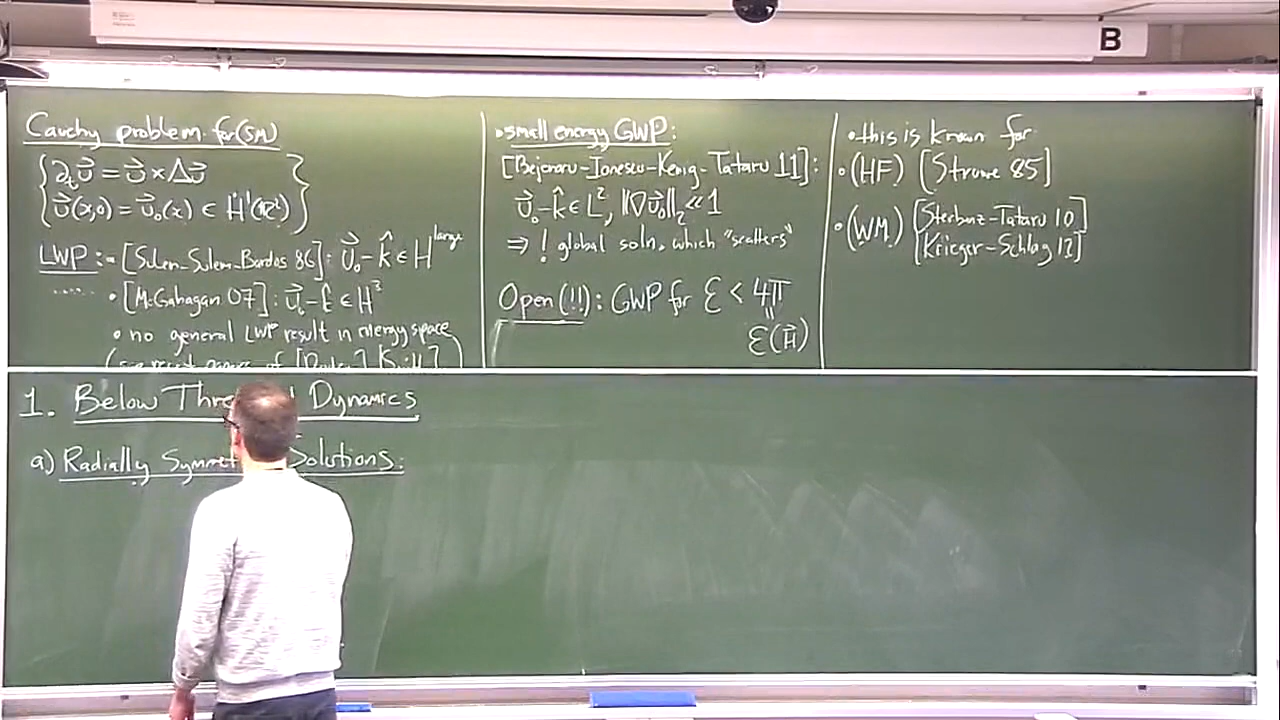 B
Cauchy problem for (SM)
{ ∂ₜu⃗ = u⃗ × Δu⃗
u⃗(x,0) = u⃗₀(x) ∈ Ḣ¹(ℝ²) }
LWP: • [Sulem-Sulem-Bardos 86]: u⃗₀ - k̂ ∈ H^large
..... • [McGahagan 07]: u⃗₀ - k̂ ∈ H³
• no general LWP result in energy space
• small energy GWP:
[Bejenaru-Ionescu-Kenig-Tataru 11]:
u⃗₀ - k̂ ∈ L², ‖∇u⃗₀‖₂ << 1
⇒ ! global soln. which "scatters"
Open(!!): GWP for ℰ < 4π
=
ℰ(H⃗)
• this is known for:
• (HF) [Struwe 85]
• (WM) [Sterbenz-Tataru 10]
[Krieger-Schlag 12]
1. Below Dynamics
a) Radially Solutions: